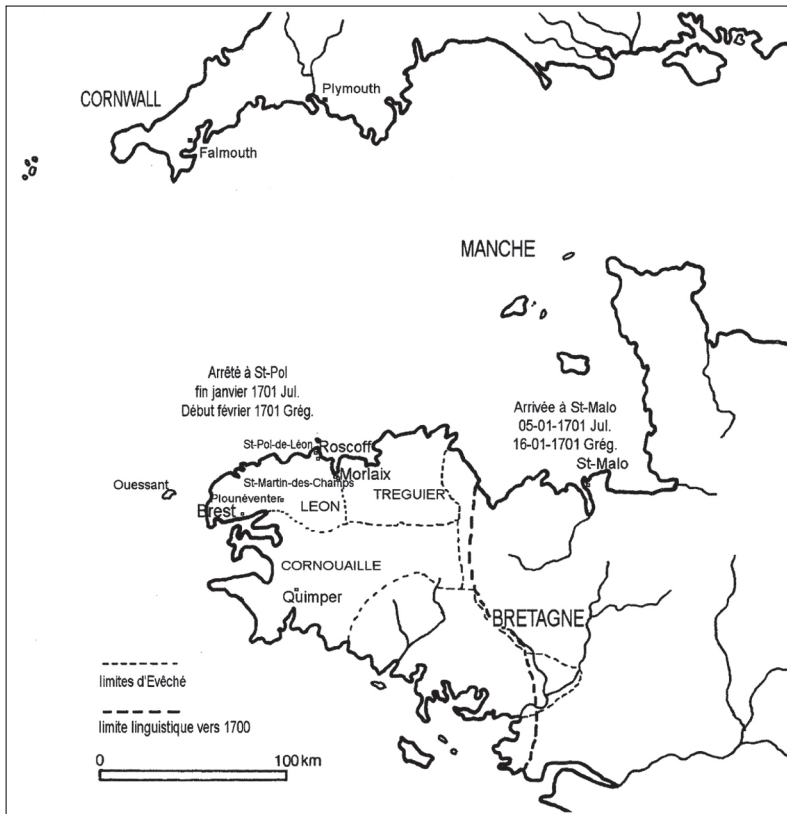 Plymouth
CORNWALL
Falmouth
MANCHE
Arrêté à St-Pol
fin janvier 1701 Jul.
Début février 1701 Grég.
Arrivée à St-Malo
05-01-1701 Jul.
16-01-1701 Grég.
St-Malo
St-Pol-de-Léon
Roscoff
Morlaix
Ouessant
St-Martin-des-Champs
TREGUIER
Plounéventer
LEON
Brest
CORNOUAILLE
Quimper
BRETAGNE
limites d'Evêché
limite linguistique vers 1700
0
100 km